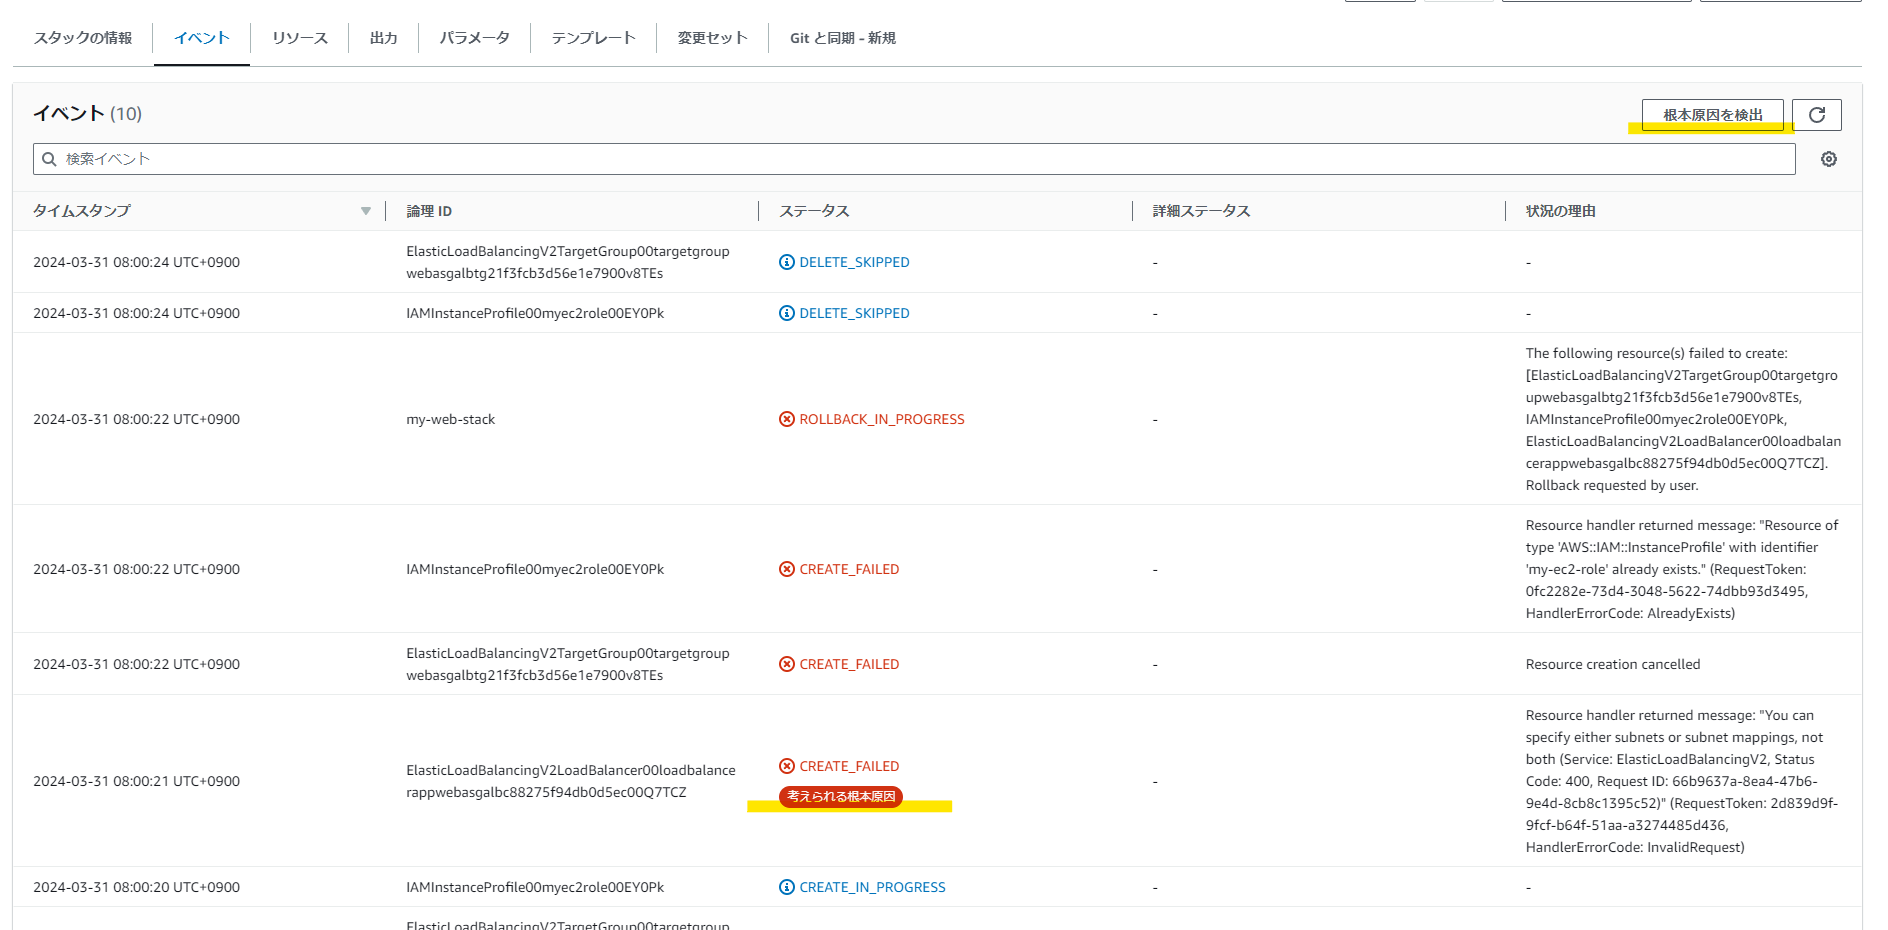 スタックの情報
イベント
リソース
出力
パラメータ
テンプレート
変更セット
Git と同期 - 新規
イベント (10)
根本原因を検出
検索イベント
タイムスタンプ
論理 ID
ステータス
詳細ステータス
状況の理由
2024-03-31 08:00:24 UTC+0900
ElasticLoadBalancingV2TargetGroup00targetgroup
webasgalbtg21f3fcb3d56e1e7900v8TEs
DELETE_SKIPPED
-
-
2024-03-31 08:00:24 UTC+0900
IAMInstanceProfile00myec2role00EY0Pk
DELETE_SKIPPED
-
-
2024-03-31 08:00:22 UTC+0900
my-web-stack
ROLLBACK_IN_PROGRESS
-
The following resource(s) failed to create:
[ElasticLoadBalancingV2TargetGroup00targetgro
upwebasgalbtg21f3fcb3d56e1e7900v8TEs,
IAMInstanceProfile00myec2role00EY0Pk,
ElasticLoadBalancingV2LoadBalancer00loadbalan
cerappwebasgalbc88275f94db0d5ec00Q7TCZ].
Rollback requested by user.
2024-03-31 08:00:22 UTC+0900
IAMInstanceProfile00myec2role00EY0Pk
CREATE_FAILED
-
Resource handler returned message: "Resource of
type 'AWS::IAM::InstanceProfile' with identifier
'my-ec2-role' already exists." (RequestToken:
0fc2282e-73d4-3048-5622-74dbb93d3495,
HandlerErrorCode: AlreadyExists)
2024-03-31 08:00:22 UTC+0900
ElasticLoadBalancingV2TargetGroup00targetgroup
webasgalbtg21f3fcb3d56e1e7900v8TEs
CREATE_FAILED
-
Resource creation cancelled
2024-03-31 08:00:21 UTC+0900
ElasticLoadBalancingV2LoadBalancer00loadbalance
rappwebasgalbc88275f94db0d5ec00Q7TCZ
CREATE_FAILED
考えられる根本原因
-
Resource handler returned message: "You can
specify either subnets or subnet mappings, not
both (Service: ElasticLoadBalancingV2, Status
Code: 400, Request ID: 66b9637a-8ea4-47b6-
9e4d-8cb8c1395c52)" (RequestToken: 2d839d9f-
9fcf-b64f-51aa-a3274485d436,
HandlerErrorCode: InvalidRequest)
2024-03-31 08:00:20 UTC+0900
IAMInstanceProfile00myec2role00EY0Pk
CREATE_IN_PROGRESS
-
-
ElasticLoadBalancingV2TargetGroup00targetgroup